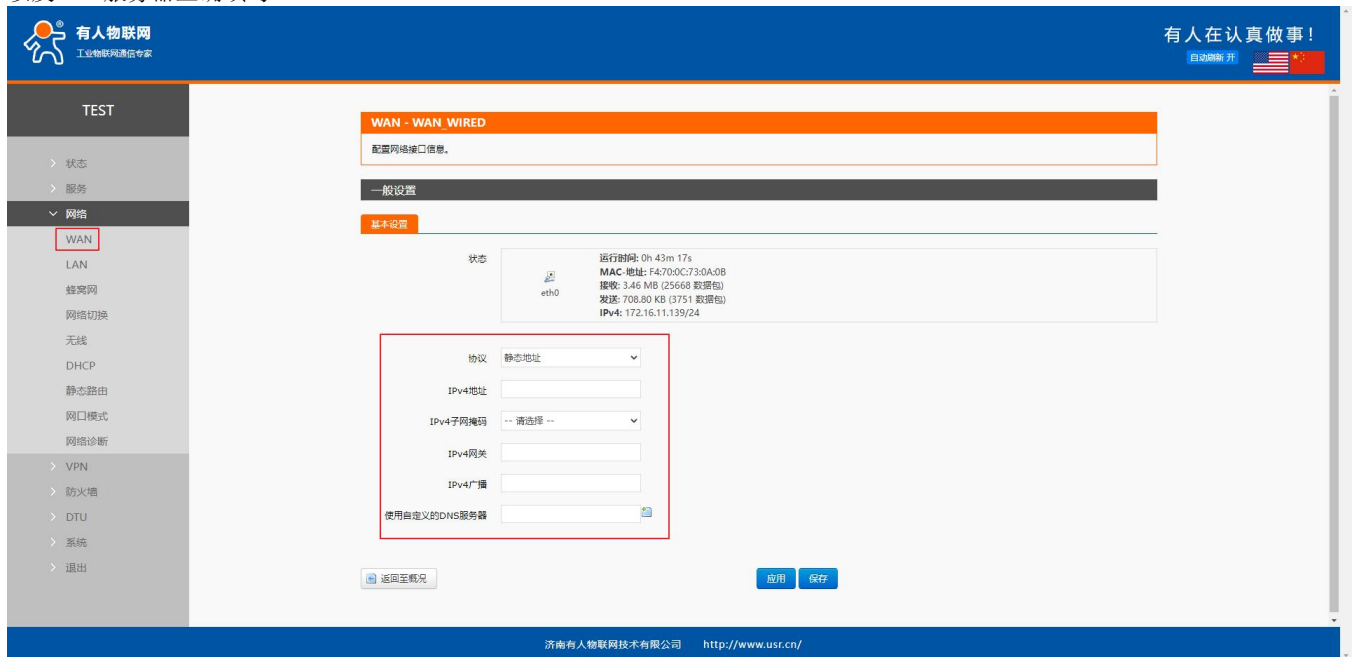 有人物联网
工业物联网通信专家
有人在认真做事！
自动刷新 开
TEST
状态
服务
网络
WAN
LAN
蜂窝网
网络切换
无线
DHCP
静态路由
网口模式
网络诊断
VPN
防火墙
DTU
系统
退出
WAN - WAN_WIRED
配置网络接口信息。
一般设置
基本设置
状态
eth0
运行时间: 0h 43m 17s
MAC-地址: F4:70:0C:73:0A:0B
接收: 3.46 MB (25668 数据包)
发送: 708.80 KB (3751 数据包)
IPv4: 172.16.11.139/24
协议 静态地址
IPv4地址
IPv4子网掩码 -- 请选择 --
IPv4网关
IPv4广播
使用自定义的DNS服务器
返回至概况
应用 保存
济南有人物联网技术有限公司 http://www.usr.cn/